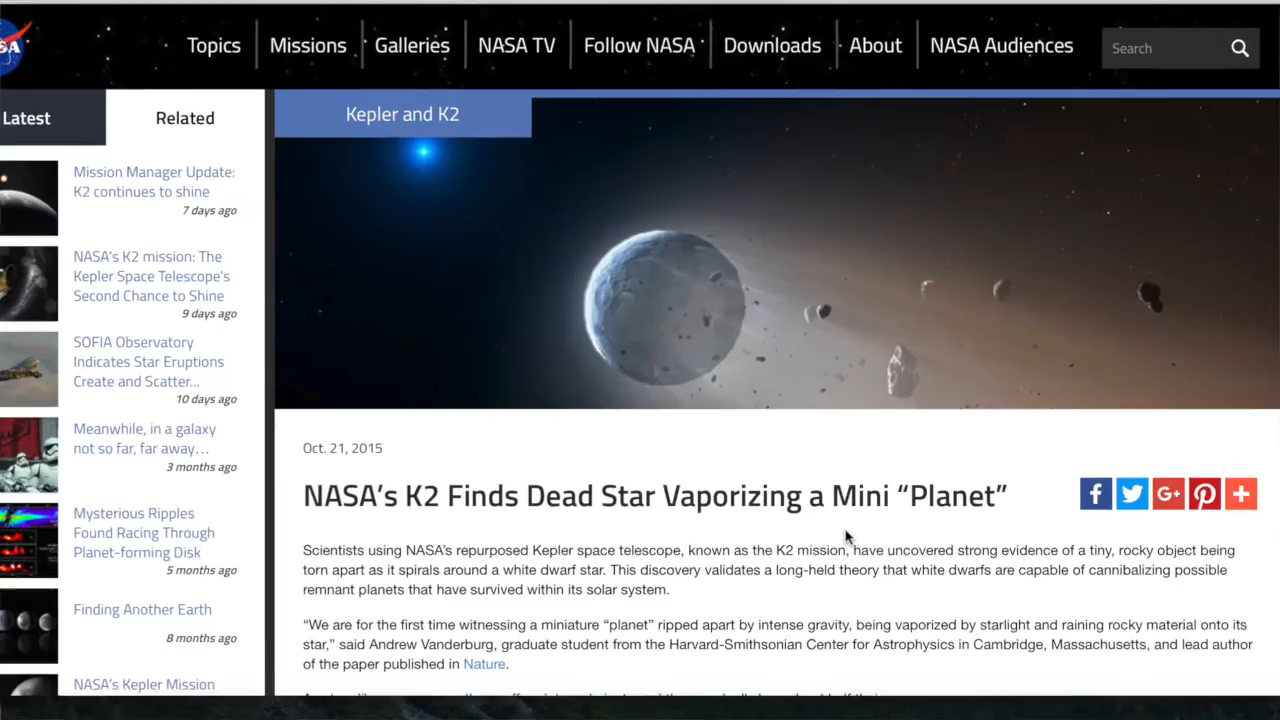 SA
Topics
Missions
Galleries
NASA TV
Follow NASA
Downloads
About
NASA Audiences
Search
Latest
Related
Mission Manager Update:
K2 continues to shine
7 days ago
NASA's K2 mission: The
Kepler Space Telescope's
Second Chance to Shine
9 days ago
SOFIA Observatory
Indicates Star Eruptions
Create and Scatter...
10 days ago
Meanwhile, in a galaxy
not so far, far away…
3 months ago
Mysterious Ripples
Found Racing Through
Planet-forming Disk
5 months ago
Finding Another Earth
8 months ago
NASA's Kepler Mission
Kepler and K2
Oct. 21, 2015
NASA's K2 Finds Dead Star Vaporizing a Mini “Planet”
Scientists using NASA's repurposed Kepler space telescope, known as the K2 mission, have uncovered strong evidence of a tiny, rocky object being
torn apart as it spirals around a white dwarf star. This discovery validates a long-held theory that white dwarfs are capable of cannibalizing possible
remnant planets that have survived within its solar system.
“We are for the first time witnessing a miniature “planet” ripped apart by intense gravity, being vaporized by starlight and raining rocky material onto its
star,” said Andrew Vanderburg, graduate student from the Harvard-Smithsonian Center for Astrophysics in Cambridge, Massachusetts, and lead author
of the paper published in Nature.